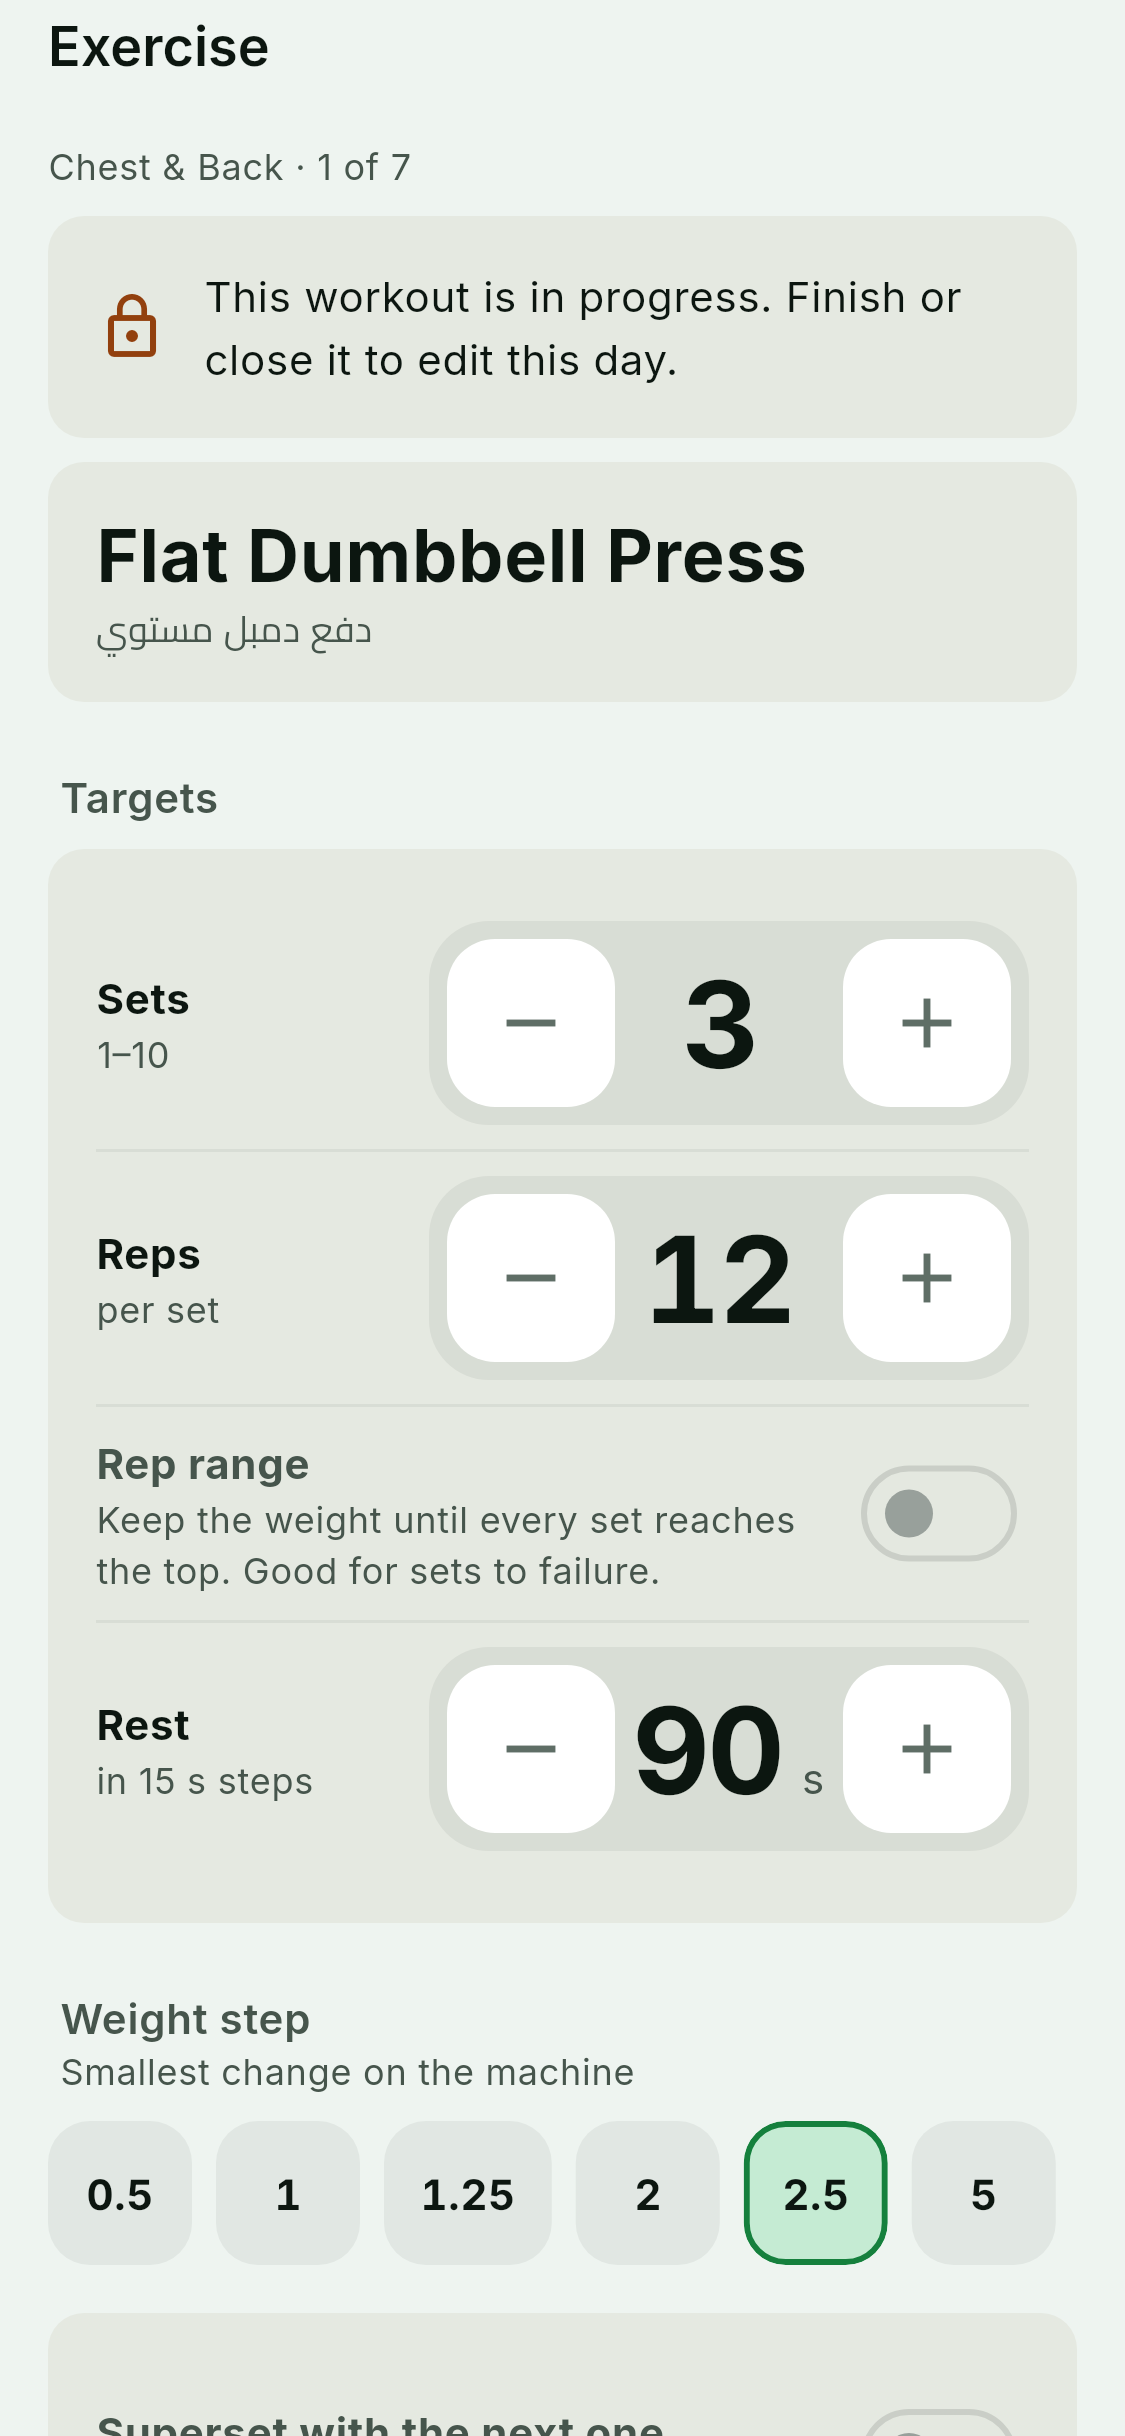 Exercise
Chest & Back · 1 of 7
This workout is in progress. Finish or
close it to edit this day.
Flat Dumbbell Press
دفع دمبل مستوي
Targets
Sets
1–10
3
Reps
per set
12
Rep range
Keep the weight until every set reaches
the top. Good for sets to failure.
Rest
in 15 s steps
90 s
Weight step
Smallest change on the machine
0.5 1 1.25 2 2.5 5
Superset with the next one